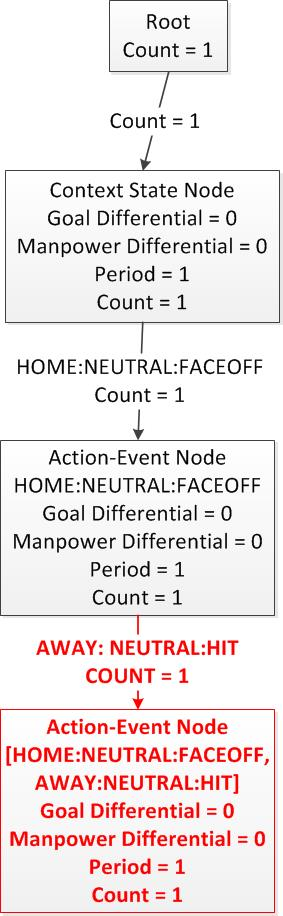 Root
Count = 1
Count = 1
Context State Node
Goal Differential = 0
Manpower Differential = 0
Period = 1
Count = 1
HOME:NEUTRAL:FACEOFF
Count = 1
Action-Event Node
HOME:NEUTRAL:FACEOFF
Goal Differential = 0
Manpower Differential = 0
Period = 1
Count = 1
AWAY: NEUTRAL:HIT
COUNT = 1
Action-Event Node
[HOME:NEUTRAL:FACEOFF,
AWAY:NEUTRAL:HIT]
Goal Differential = 0
Manpower Differential = 0
Period = 1
Count = 1